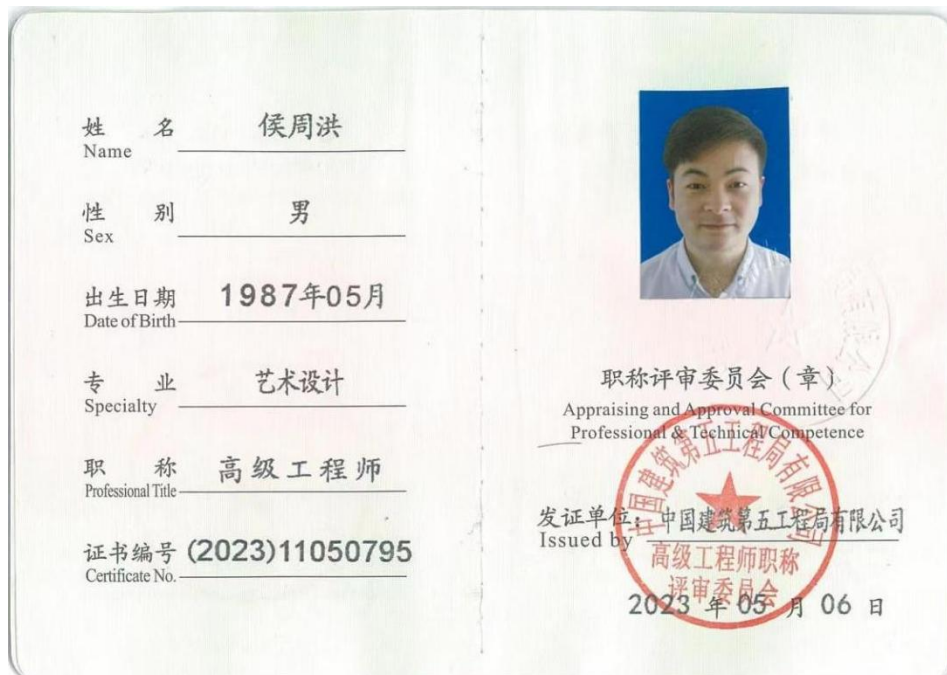 姓 名 侯周洪
Name
性 别 男
Sex
出生日期 1987年05月
Date of Birth
专 业 艺术设计
Specialty
职 称 高级工程师
Professional Title
证书编号 (2023)11050795
Certificate No.
职称评审委员会（章）
Appraising and Approval Committee for
Professional & Technical Competence
中国建筑第五工程局有限公司
发证单位：中国建筑第五工程局有限公司
Issued by
高级工程师职称
评审委员会
2023 年 05 月 06 日